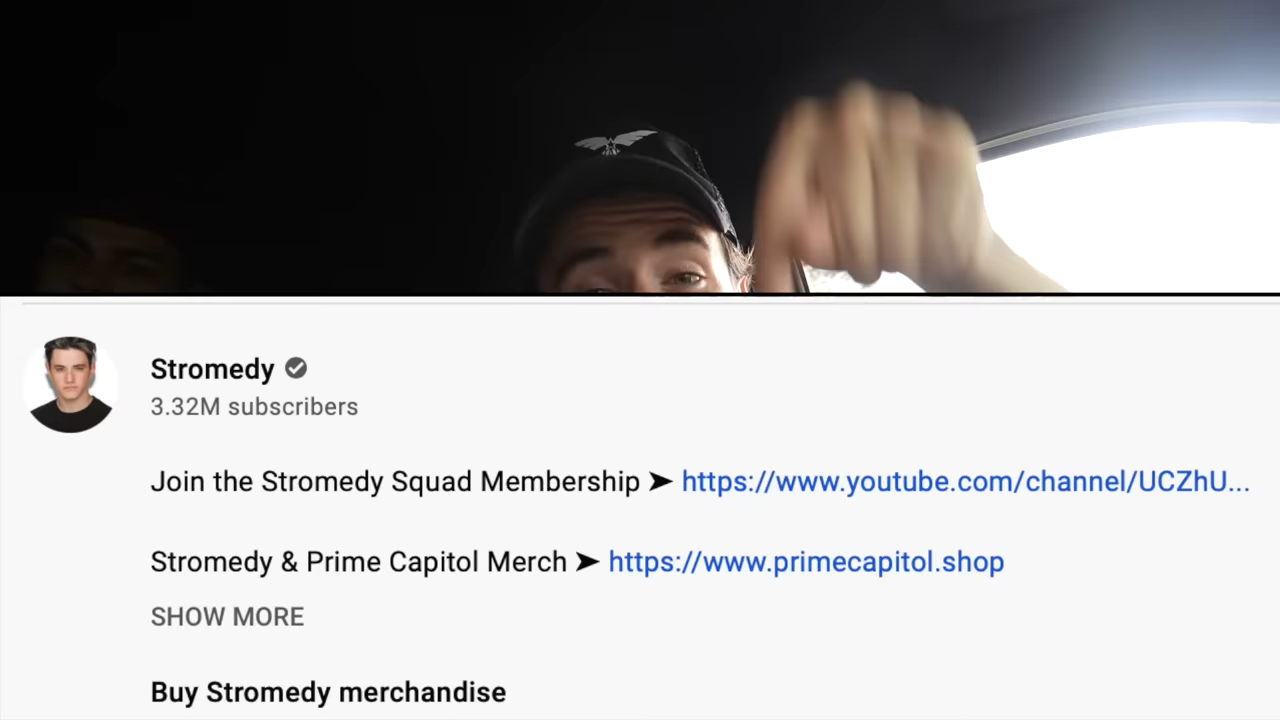 Stromedy
3.32M subscribers
Join the Stromedy Squad Membership ➤ https://www.youtube.com/channel/UCZhU...
Stromedy & Prime Capitol Merch ➤ https://www.primecapitol.shop
SHOW MORE
Buy Stromedy merchandise